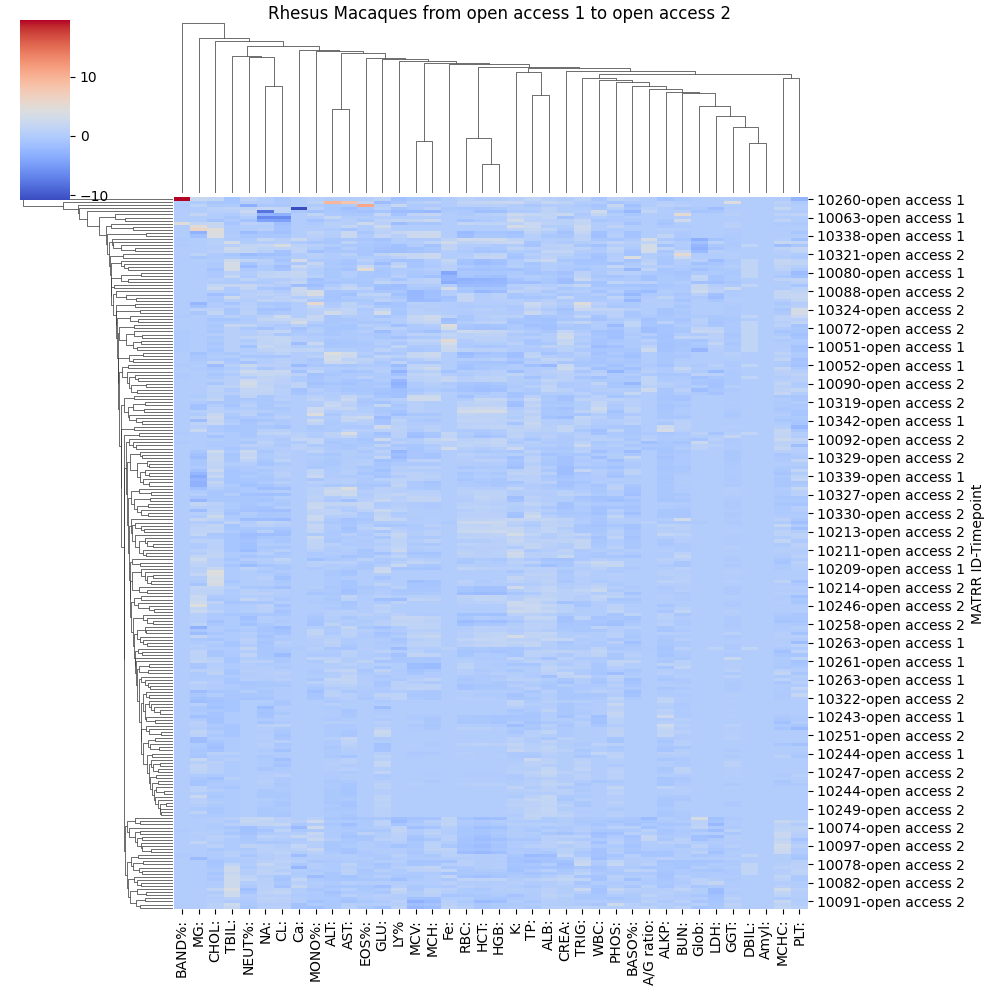 Rhesus Macaques from open access 1 to open access 2
10
0
−10
10260-open access 1
10063-open access 1
10338-open access 1
10321-open access 2
10080-open access 1
10088-open access 2
10324-open access 2
10072-open access 2
10051-open access 1
10052-open access 1
10090-open access 2
10319-open access 2
10342-open access 1
10092-open access 2
10329-open access 2
10339-open access 1
10327-open access 2
10330-open access 2
10213-open access 2
10211-open access 2
10209-open access 1
10214-open access 2
10246-open access 2
10258-open access 2
10263-open access 1
10261-open access 1
10263-open access 1
10322-open access 2
10243-open access 1
10251-open access 2
10244-open access 1
10247-open access 2
10244-open access 2
10249-open access 2
10074-open access 2
10097-open access 2
10078-open access 2
10082-open access 2
10091-open access 2
MATRR ID-Timepoint
BAND%:
MG:
CHOL:
TBIL:
NEUT%:
NA:
CL:
Ca:
MONO%:
ALT:
AST:
EOS%:
GLU:
LY%
MCV:
MCH:
Fe:
RBC:
HCT:
HGB:
K:
TP:
ALB:
CREA:
TRIG:
WBC:
PHOS:
BASO%:
A/G ratio:
ALKP:
BUN:
Glob:
LDH:
GGT:
DBIL:
Amyl:
MCHC:
PLT: